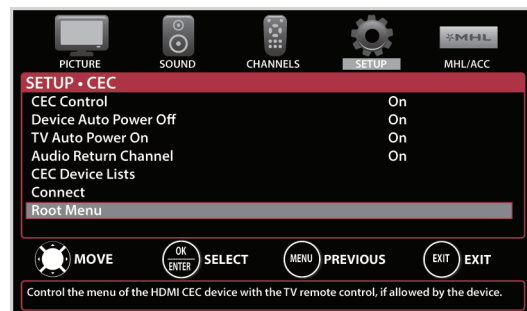 PICTURE SOUND CHANNELS SETUP MHL MHL/ACC
SETUP • CEC
CEC Control On
Device Auto Power Off On
TV Auto Power On On
Audio Return Channel On
CEC Device Lists
Connect
Root Menu
MOVE OK ENTER SELECT MENU PREVIOUS EXIT EXIT
Control the menu of the HDMI CEC device with the TV remote control, if allowed by the device.